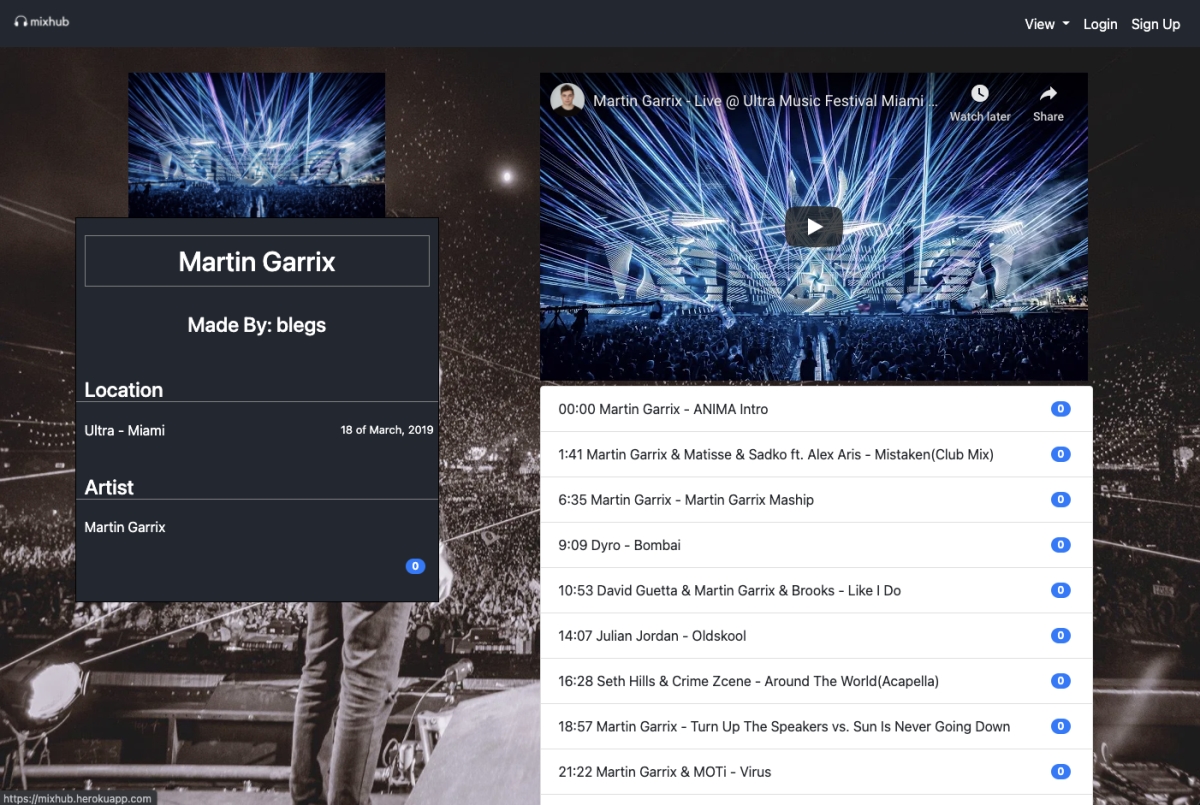 mixhub
View
Login
Sign Up
Martin Garrix
Made By: blegs
Location
Ultra - Miami
18 of March, 2019
Artist
Martin Garrix
0
Martin Garrix - Live @ Ultra Music Festival Miami ...
Watch later
Share
00:00 Martin Garrix - ANIMA Intro 0
1:41 Martin Garrix & Matisse & Sadko ft. Alex Aris - Mistaken(Club Mix) 0
6:35 Martin Garrix - Martin Garrix Maship 0
9:09 Dyro - Bombai 0
10:53 David Guetta & Martin Garrix & Brooks - Like I Do 0
14:07 Julian Jordan - Oldskool 0
16:28 Seth Hills & Crime Zcene - Around The World(Acapella) 0
18:57 Martin Garrix - Turn Up The Speakers vs. Sun Is Never Going Down 0
21:22 Martin Garrix & MOTi - Virus 0
https://mixhub.herokuapp.com